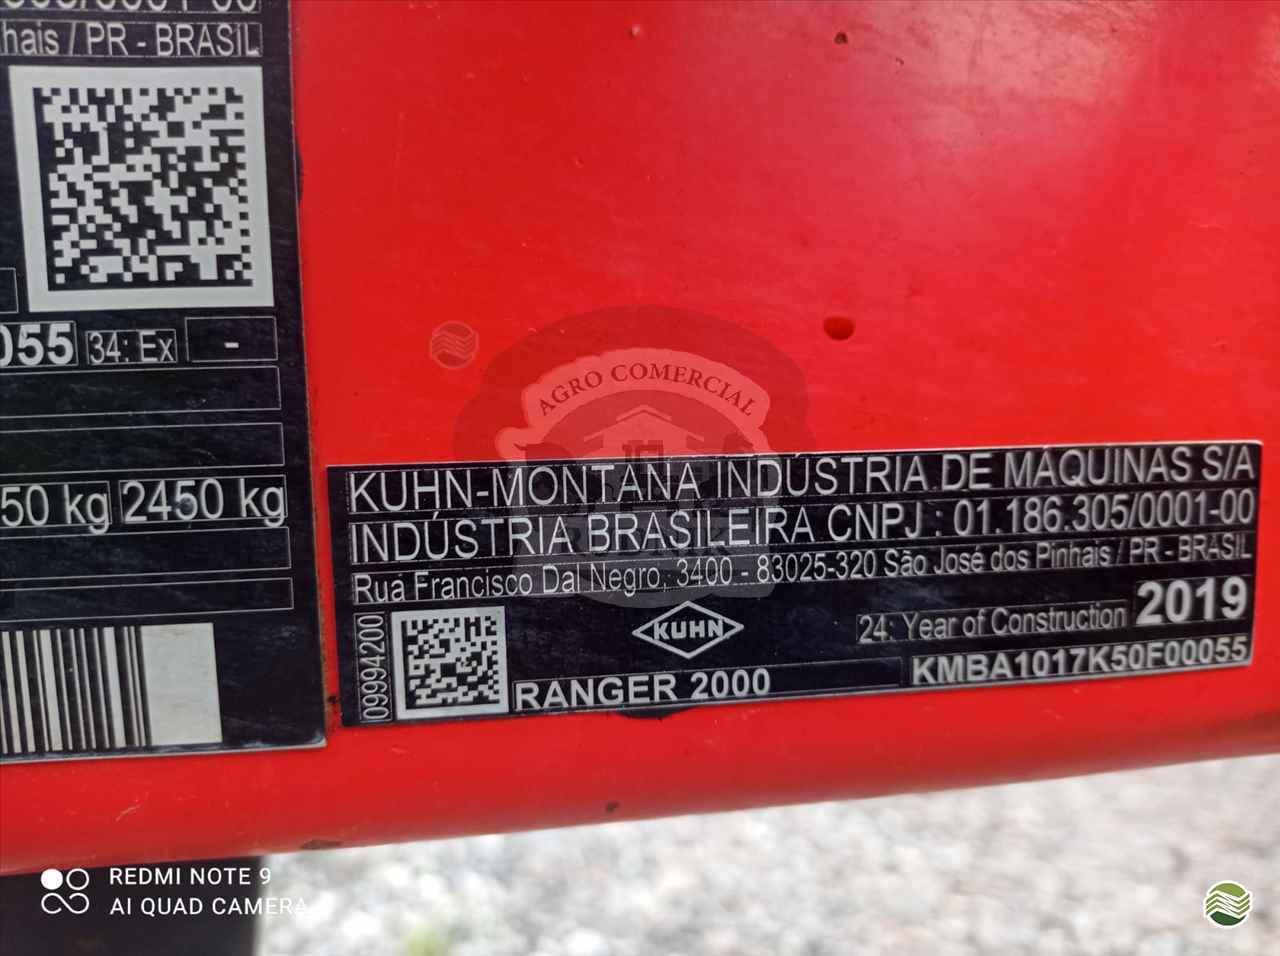 nhais / PR - BRASIL
055 34: Ex -
50 kg 2450 kg
AGRO COMERCIAL
KUHN-MONTANA INDÚSTRIA DE MÁQUINAS S/A
INDÚSTRIA BRASILEIRA CNPJ : 01.186.305/0001-00
Rua Francisco Dal Negro, 3400 - 83025-320 São José dos Pinhais / PR - BRASIL
09994200
KUHN
24: Year of Construction 2019
RANGER 2000
KMBA1017K50F00055
REDMI NOTE 9
AI QUAD CAMERA